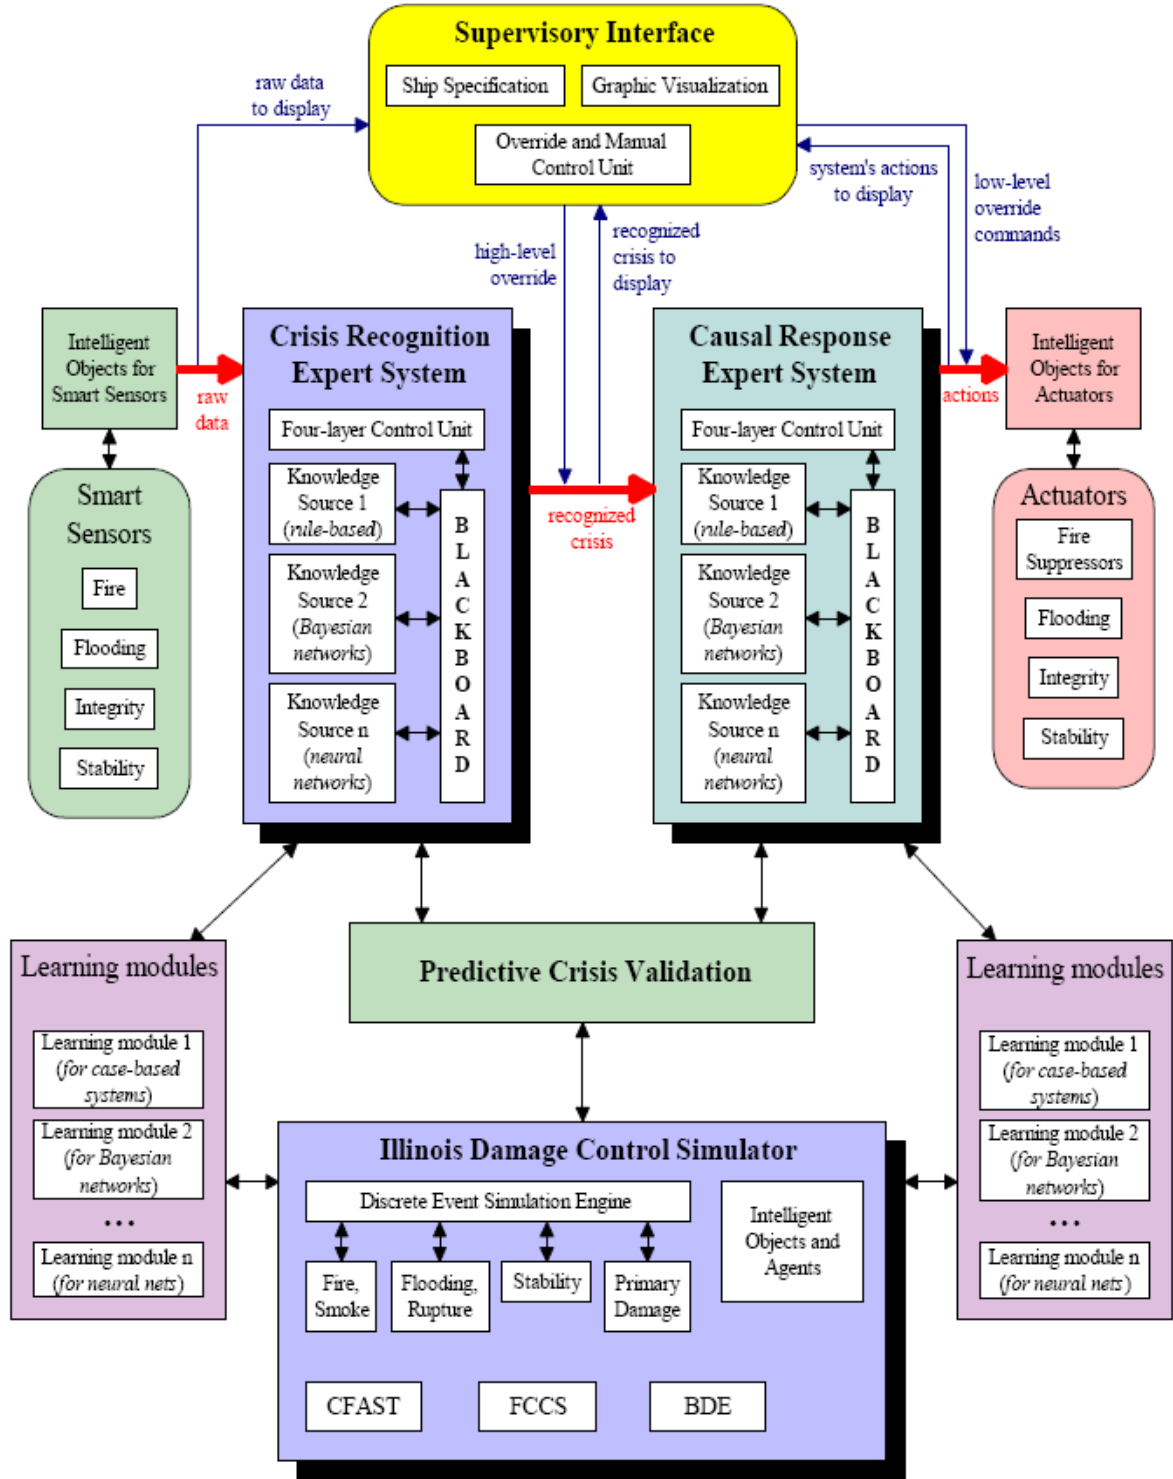 Supervisory Interface
Ship Specification
Graphic Visualization
Override and Manual
Control Unit
raw data
to display
system's actions
to display
low-level
override
commands
high-level
override
recognized
crisis to
display
Intelligent
Objects for
Smart Sensors
raw
data
Smart
Sensors
Fire
Flooding
Integrity
Stability
Crisis Recognition
Expert System
Four-layer Control Unit
Knowledge
Source 1
(rule-based)
Knowledge
Source 2
(Bayesian
networks)
Knowledge
Source n
(neural
networks)
B
L
A
C
K
B
O
A
R
D
recognized
crisis
Causal Response
Expert System
Four-layer Control Unit
Knowledge
Source 1
(rule-based)
Knowledge
Source 2
(Bayesian
networks)
Knowledge
Source n
(neural
networks)
B
L
A
C
K
B
O
A
R
D
actions
Intelligent
Objects for
Actuators
Actuators
Fire
Suppressors
Flooding
Integrity
Stability
Learning modules
Learning module 1
(for case-based
systems)
Learning module 2
(for Bayesian
networks)
...
Learning module n
(for neural nets)
Predictive Crisis Validation
Learning modules
Learning module 1
(for case-based
systems)
Learning module 2
(for Bayesian
networks)
...
Learning module n
(for neural nets)
Illinois Damage Control Simulator
Discrete Event Simulation Engine
Fire,
Smoke
Flooding,
Rupture
Stability
Primary
Damage
Intelligent
Objects and
Agents
CFAST
FCCS
BDE